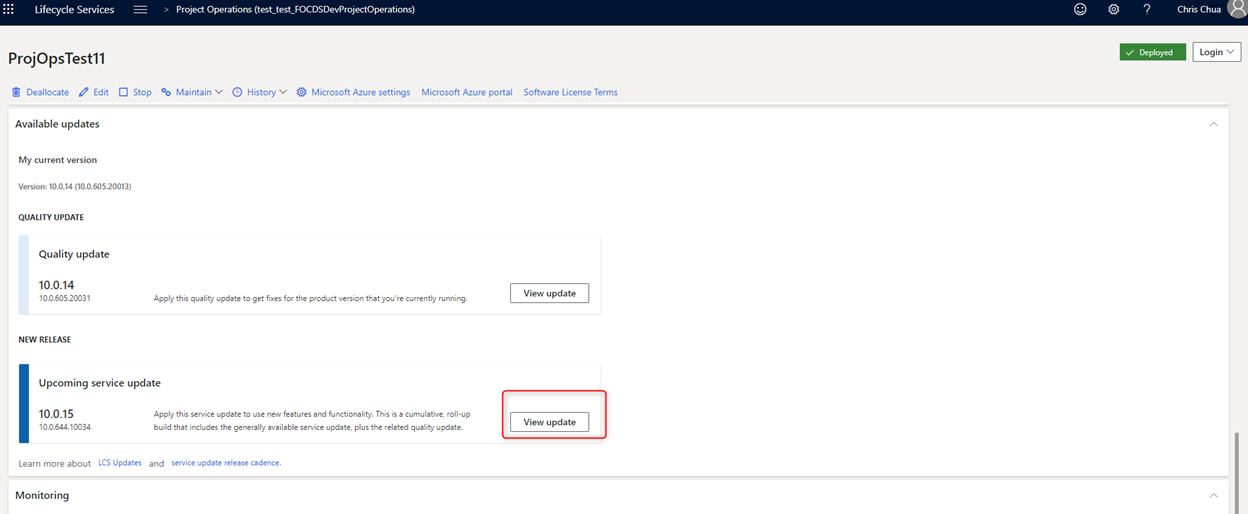 Lifecycle Services > Project Operations (test_test_FOCDSDevProjectOperations) ? Chris Chua
ProjOpsTest11 Deployed Login
Deallocate Edit Stop Maintain History Microsoft Azure settings Microsoft Azure portal Software License Terms
Available updates
My current version
Version: 10.0.14 (10.0.605.20013)
QUALITY UPDATE
Quality update
10.0.14
10.0.605.20031 Apply this quality update to get fixes for the product version that you're currently running. View update
NEW RELEASE
Upcoming service update
10.0.15 Apply this service update to use new features and functionality. This is a cumulative, roll-up
10.0.644.10034 build that includes the generally available service update, plus the related quality update. View update
Learn more about LCS Updates and service update release cadence.
Monitoring